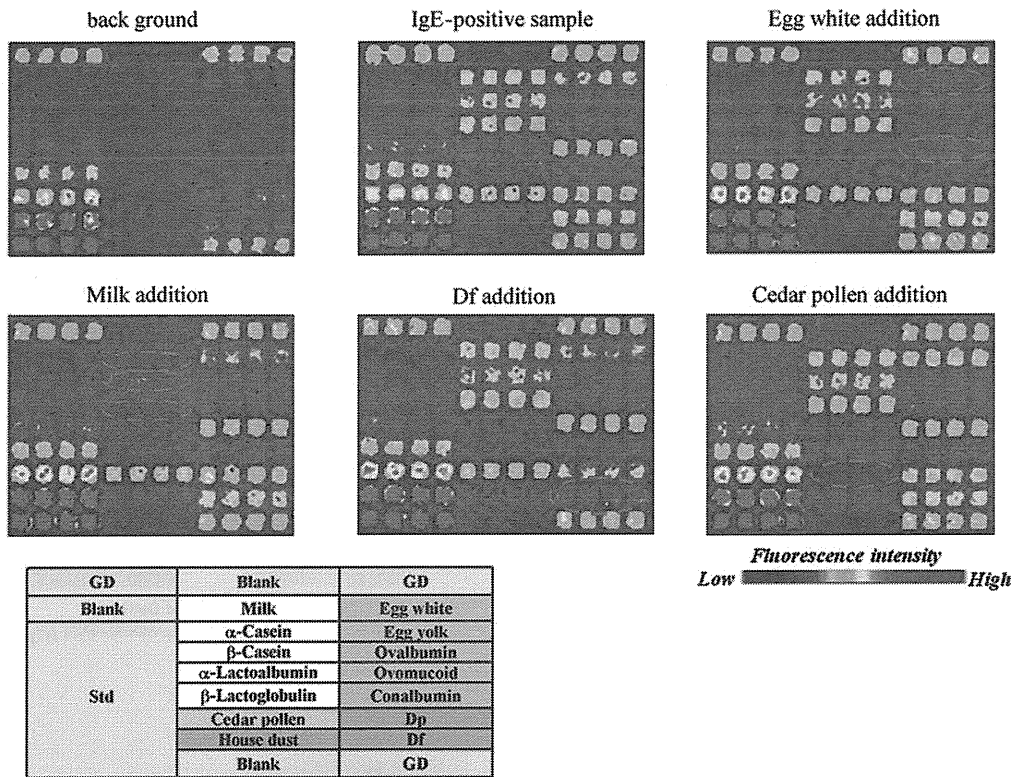 back ground
IgE-positive sample
Egg white addition
Milk addition
Df addition
Cedar pollen addition
Fluorescence intensity
Low High
GD Blank GD
Blank Milk Egg white
Std α-Casein Egg yolk
β-Casein Ovalbumin
α-Lactoalbumin Ovomucoid
β-Lactoglobulin Conalbumin
Cedar pollen Dp
House dust Df
Blank GD